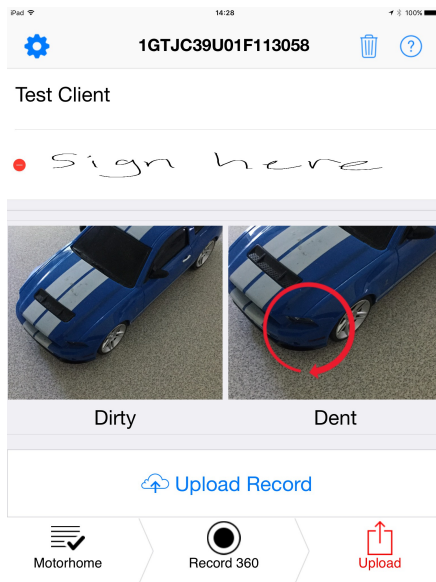 iPad 14:28 100%
1GTJC39U01F113058 ?
Test Client
Sign here
Dirty Dent
Upload Record
Motorhome Record 360 Upload